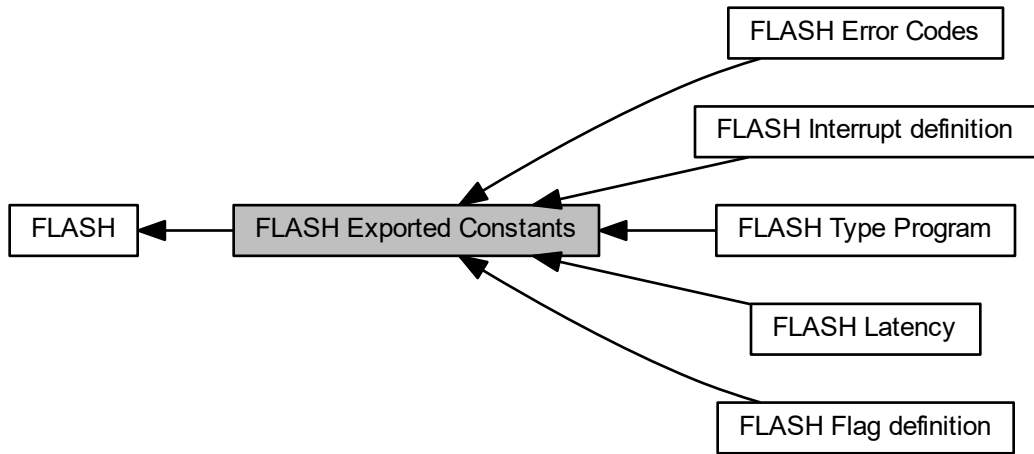 FLASH Error Codes
FLASH Interrupt definition
FLASH
FLASH Exported Constants
FLASH Type Program
FLASH Latency
FLASH Flag definition